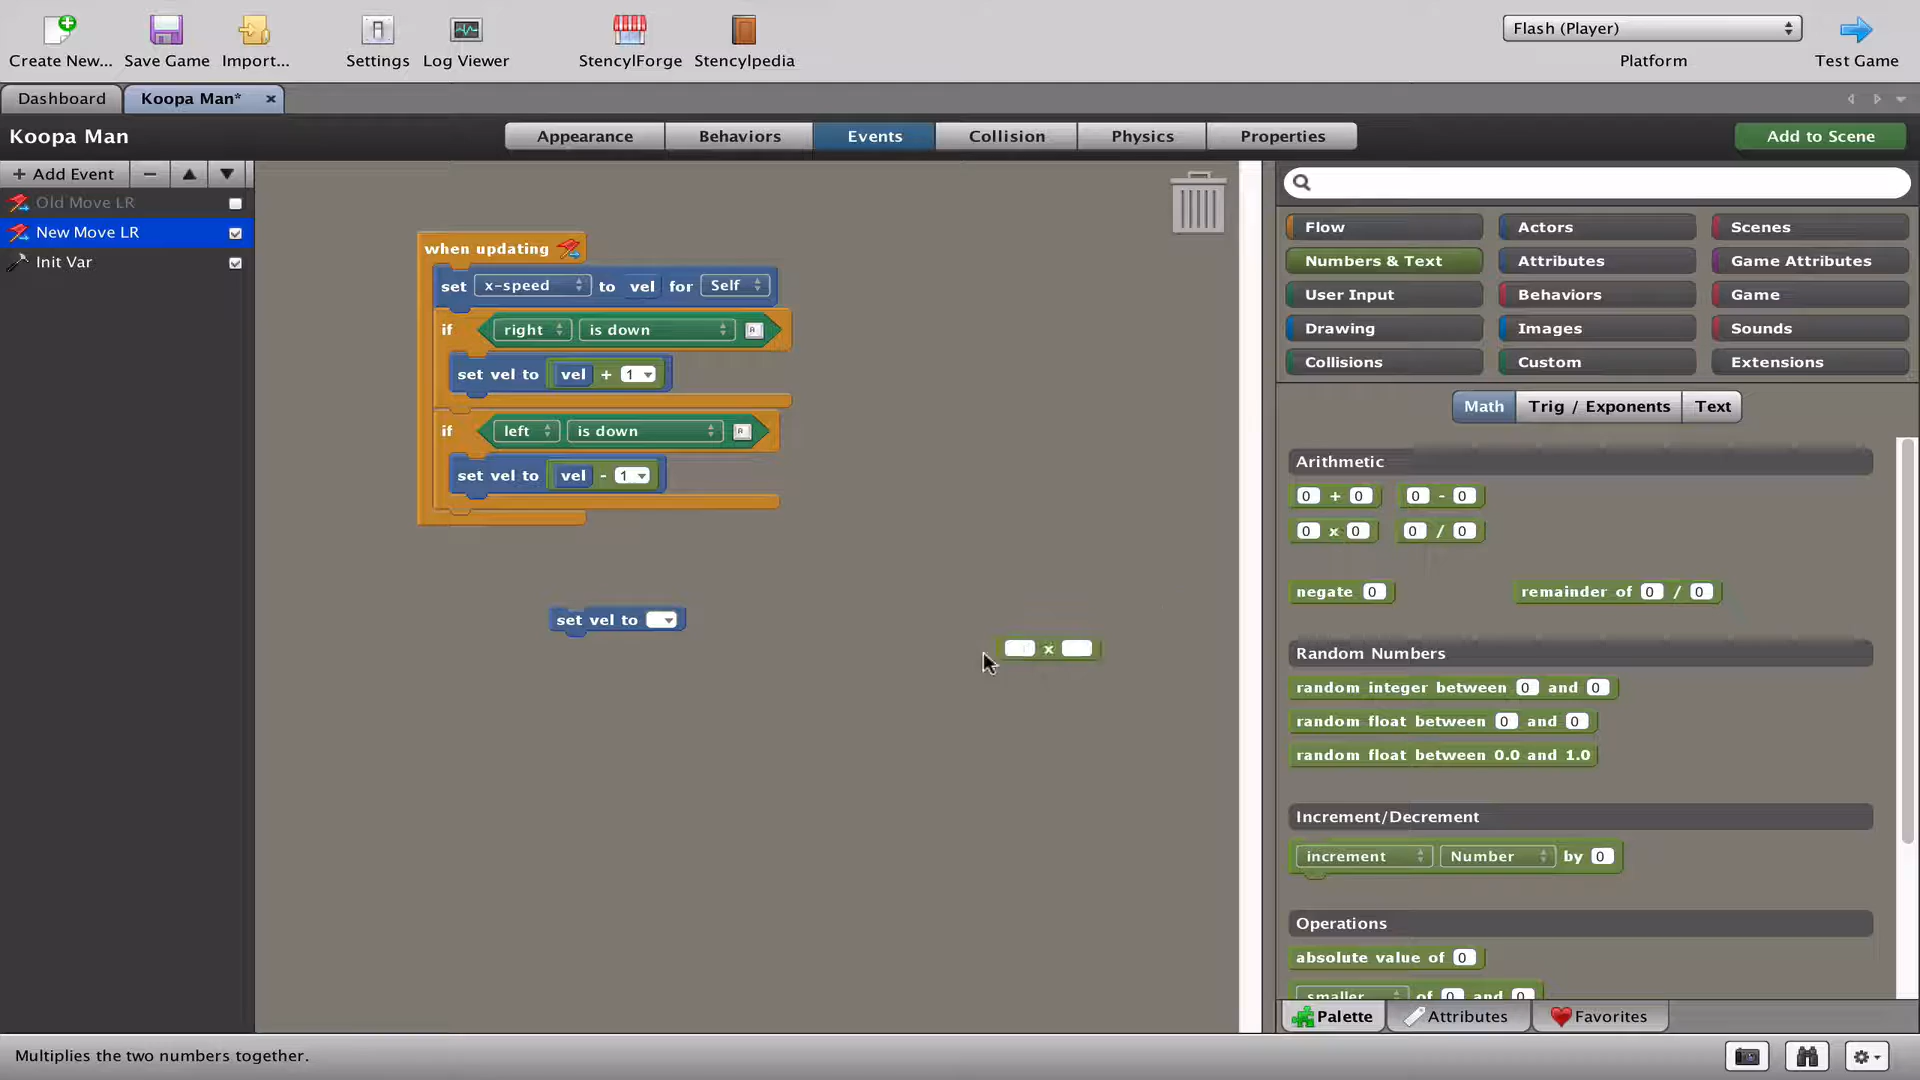 Create New... Save Game Import... Settings Log Viewer StencylForge Stencylpedia
Flash (Player)
Platform
Test Game
Dashboard Koopa Man*
Koopa Man
Appearance Behaviors Events Collision Physics Properties
Add to Scene
+ Add Event
Old Move LR
New Move LR
Init Var
when updating
set x-speed to vel for Self
if right is down
set vel to vel + 1
if left is down
set vel to vel - 1
set vel to
x
Flow Actors Scenes
Numbers & Text Attributes Game Attributes
User Input Behaviors Game
Drawing Images Sounds
Collisions Custom Extensions
Math Trig / Exponents Text
Arithmetic
0 + 0 0 - 0
0 x 0 0 / 0
negate 0 remainder of 0 / 0
Random Numbers
random integer between 0 and 0
random float between 0 and 0
random float between 0.0 and 1.0
Increment/Decrement
increment Number by 0
Operations
absolute value of 0
smaller of 0 and 0
Palette Attributes Favorites
Multiplies the two numbers together.